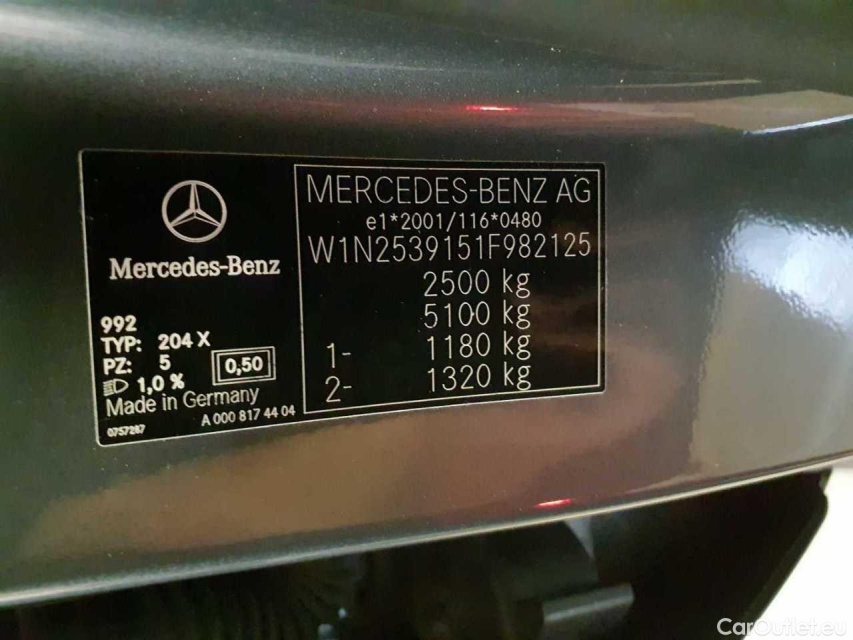 Mercedes-Benz
992
TYP: 204 X
PZ: 5
1,0 %
0,50
Made in Germany
0757287
A 000 817 44 04
MERCEDES-BENZ AG
e1*2001/116*0480
W1N2539151F982125
2500 kg
5100 kg
1- 1180 kg
2- 1320 kg
CarOutlet.eu